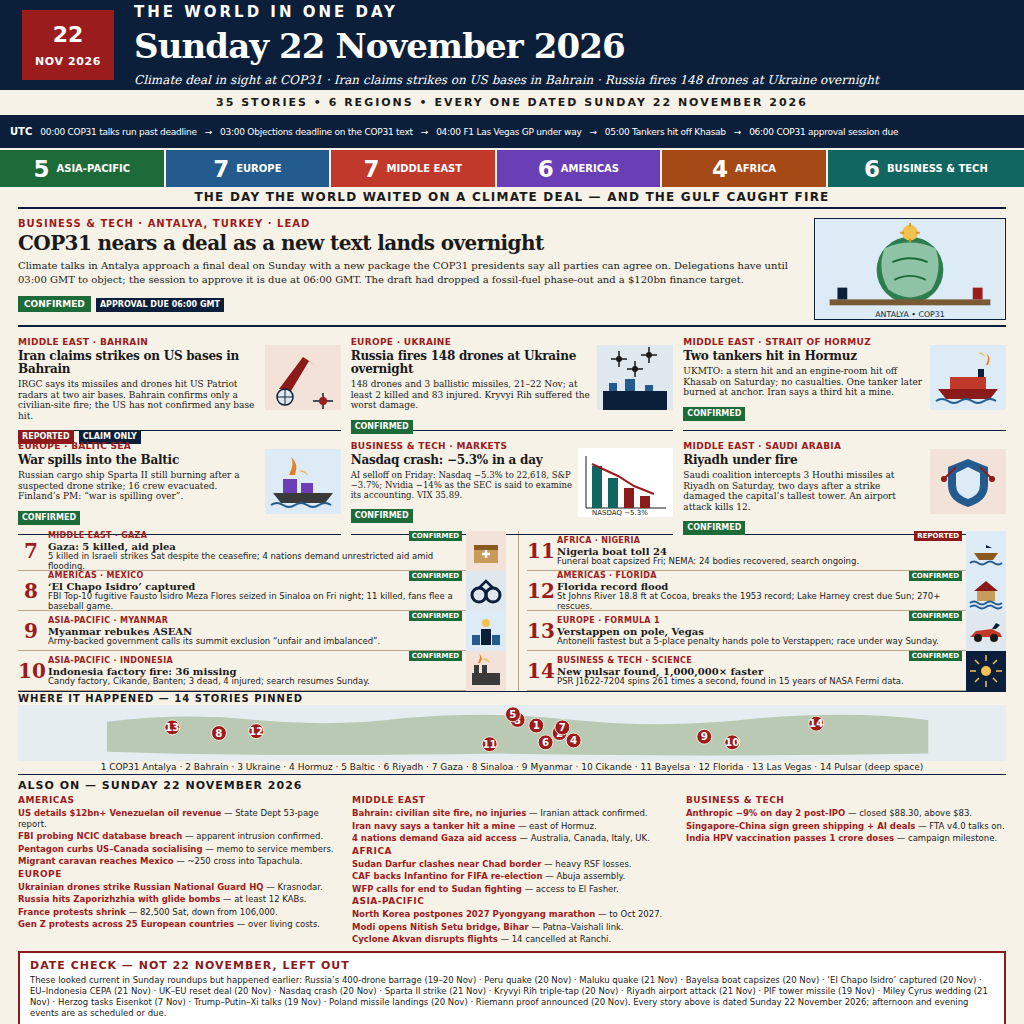 22
NOV 2026
THE WORLD IN ONE DAY
Sunday 22 November 2026
Climate deal in sight at COP31 · Iran claims strikes on US bases in Bahrain · Russia fires 148 drones at Ukraine overnight
35 STORIES • 6 REGIONS • EVERY ONE DATED SUNDAY 22 NOVEMBER 2026
UTC 00:00 COP31 talks run past deadline → 03:00 Objections deadline on the COP31 text → 04:00 F1 Las Vegas GP under way → 05:00 Tankers hit off Khasab → 06:00 COP31 approval session due
5 ASIA-PACIFIC
7 EUROPE
7 MIDDLE EAST
6 AMERICAS
4 AFRICA
6 BUSINESS & TECH
THE DAY THE WORLD WAITED ON A CLIMATE DEAL — AND THE GULF CAUGHT FIRE
BUSINESS & TECH · ANTALYA, TURKEY · LEAD
COP31 nears a deal as a new text lands overnight
Climate talks in Antalya approach a final deal on Sunday with a new package the COP31 presidents say all parties can agree on. Delegations have until
03:00 GMT to object; the session to approve it is due at 06:00 GMT. The draft had dropped a fossil-fuel phase-out and a $120bn finance target.
CONFIRMED APPROVAL DUE 06:00 GMT
ANTALYA • COP31
MIDDLE EAST · BAHRAIN
Iran claims strikes on US bases in
Bahrain
IRGC says its missiles and drones hit US Patriot
radars at two air bases. Bahrain confirms only a
civilian-site fire; the US has not confirmed any base
hit.
REPORTED CLAIM ONLY
EUROPE · UKRAINE
Russia fires 148 drones at Ukraine
overnight
148 drones and 3 ballistic missiles, 21–22 Nov; at
least 2 killed and 83 injured. Kryvyi Rih suffered the
worst damage.
CONFIRMED
MIDDLE EAST · STRAIT OF HORMUZ
Two tankers hit in Hormuz
UKMTO: a stern hit and an engine-room hit off
Khasab on Saturday; no casualties. One tanker later
burned at anchor. Iran says a third hit a mine.
CONFIRMED
EUROPE · BALTIC SEA
War spills into the Baltic
Russian cargo ship Sparta II still burning after a
suspected drone strike; 16 crew evacuated.
Finland’s PM: “war is spilling over”.
CONFIRMED
BUSINESS & TECH · MARKETS
Nasdaq crash: −5.3% in a day
AI selloff on Friday: Nasdaq −5.3% to 22,618, S&P
−3.7%; Nvidia −14% as the SEC is said to examine
its accounting. VIX 35.89.
CONFIRMED
NASDAQ −5.3%
MIDDLE EAST · SAUDI ARABIA
Riyadh under fire
Saudi coalition intercepts 3 Houthi missiles at
Riyadh on Saturday, two days after a strike
damaged the capital’s tallest tower. An airport
attack kills 12.
CONFIRMED
7
MIDDLE EAST · GAZA
CONFIRMED
Gaza: 5 killed, aid plea
5 killed in Israeli strikes Sat despite the ceasefire; 4 nations demand unrestricted aid amid
flooding.
8
AMERICAS · MEXICO
CONFIRMED
‘El Chapo Isidro’ captured
FBI Top-10 fugitive Fausto Isidro Meza Flores seized in Sinaloa on Fri night; 11 killed, fans flee a
baseball game.
9
ASIA-PACIFIC · MYANMAR
CONFIRMED
Myanmar rebukes ASEAN
Army-backed government calls its summit exclusion “unfair and imbalanced”.
10
ASIA-PACIFIC · INDONESIA
CONFIRMED
Indonesia factory fire: 36 missing
Candy factory, Cikande, Banten; 3 dead, 4 injured; search resumes Sunday.
11
AFRICA · NIGERIA
REPORTED
Nigeria boat toll 24
Funeral boat capsized Fri; NEMA: 24 bodies recovered, search ongoing.
12
AMERICAS · FLORIDA
CONFIRMED
Florida record flood
St Johns River 18.8 ft at Cocoa, breaks the 1953 record; Lake Harney crest due Sun; 270+
rescues.
13
EUROPE · FORMULA 1
CONFIRMED
Verstappen on pole, Vegas
Antonelli fastest but a 5-place penalty hands pole to Verstappen; race under way Sunday.
14
BUSINESS & TECH · SCIENCE
CONFIRMED
New pulsar found, 1,000,000× faster
PSR J1622-7204 spins 261 times a second, found in 15 years of NASA Fermi data.
WHERE IT HAPPENED — 14 STORIES PINNED
13
8
12
11
5
1
7
6
4
9
10
14
1 COP31 Antalya · 2 Bahrain · 3 Ukraine · 4 Hormuz · 5 Baltic · 6 Riyadh · 7 Gaza · 8 Sinaloa · 9 Myanmar · 10 Cikande · 11 Bayelsa · 12 Florida · 13 Las Vegas · 14 Pulsar (deep space)
ALSO ON — SUNDAY 22 NOVEMBER 2026
AMERICAS
US details $12bn+ Venezuelan oil revenue — State Dept 53-page
report.
FBI probing NCIC database breach — apparent intrusion confirmed.
Pentagon curbs US–Canada socialising — memo to service members.
Migrant caravan reaches Mexico — ~250 cross into Tapachula.
EUROPE
Ukrainian drones strike Russian National Guard HQ — Krasnodar.
Russia hits Zaporizhzhia with glide bombs — at least 12 KABs.
France protests shrink — 82,500 Sat, down from 106,000.
Gen Z protests across 25 European countries — over living costs.
MIDDLE EAST
Bahrain: civilian site fire, no injuries — Iranian attack confirmed.
Iran navy says a tanker hit a mine — east of Hormuz.
4 nations demand Gaza aid access — Australia, Canada, Italy, UK.
AFRICA
Sudan Darfur clashes near Chad border — heavy RSF losses.
CAF backs Infantino for FIFA re-election — Abuja assembly.
WFP calls for end to Sudan fighting — access to El Fasher.
ASIA-PACIFIC
North Korea postpones 2027 Pyongyang marathon — to Oct 2027.
Modi opens Nitish Setu bridge, Bihar — Patna–Vaishali link.
Cyclone Akvan disrupts flights — 14 cancelled at Ranchi.
BUSINESS & TECH
Anthropic −9% on day 2 post-IPO — closed $88.30, above $83.
Singapore–China sign green shipping + AI deals — FTA v4.0 talks on.
India HPV vaccination passes 1 crore doses — campaign milestone.
DATE CHECK — NOT 22 NOVEMBER, LEFT OUT
These looked current in Sunday roundups but happened earlier: Russia’s 400-drone barrage (19–20 Nov) · Peru quake (20 Nov) · Maluku quake (21 Nov) · Bayelsa boat capsizes (20 Nov) · ‘El Chapo Isidro’ captured (20 Nov) ·
EU–Indonesia CEPA (21 Nov) · UK–EU reset deal (20 Nov) · Nasdaq crash (20 Nov) · Sparta II strike (21 Nov) · Kryvyi Rih triple-tap (20 Nov) · Riyadh airport attack (21 Nov) · PIF tower missile (19 Nov) · Miley Cyrus wedding (21
Nov) · Herzog tasks Eisenkot (7 Nov) · Trump–Putin–Xi talks (19 Nov) · Poland missile landings (20 Nov) · Riemann proof announced (20 Nov). Every story above is dated Sunday 22 November 2026; afternoon and evening
events are as scheduled or due.